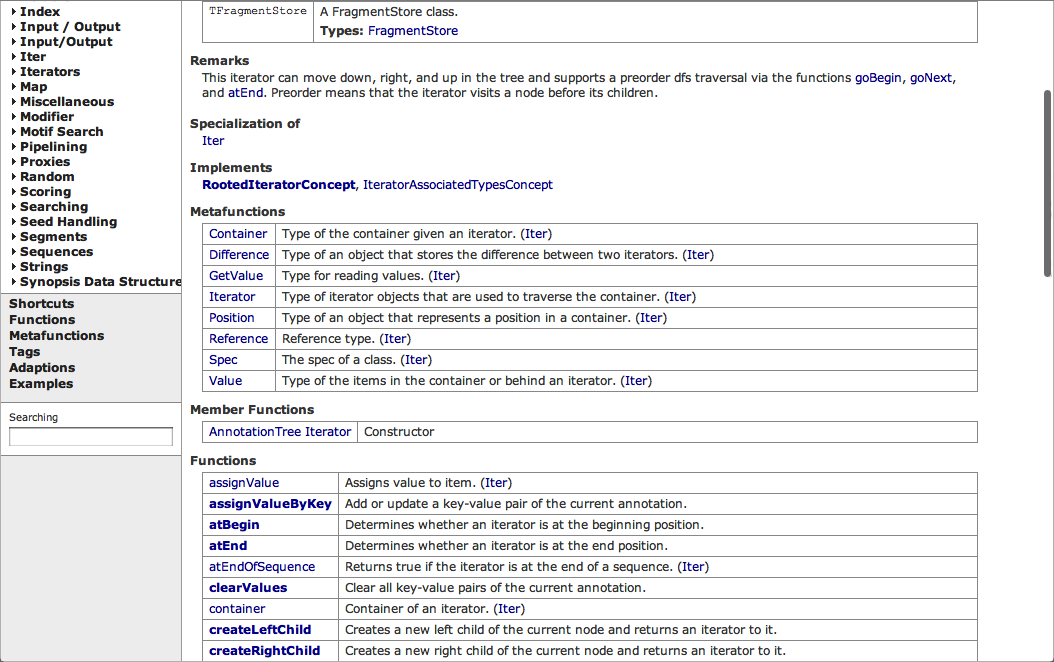 Index
Input / Output
Input/Output
Iter
Iterators
Map
Miscellaneous
Modifier
Motif Search
Pipelining
Proxies
Random
Scoring
Searching
Seed Handling
Segments
Sequences
Strings
Synopsis Data Structure
Shortcuts
Functions
Metafunctions
Tags
Adaptions
Examples
Searching
TFragmentStore A FragmentStore class.
Types: FragmentStore
Remarks
This iterator can move down, right, and up in the tree and supports a preorder dfs traversal via the functions goBegin, goNext,
and atEnd. Preorder means that the iterator visits a node before its children.
Specialization of
Iter
Implements
RootedIteratorConcept, IteratorAssociatedTypesConcept
Metafunctions
Container Type of the container given an iterator. (Iter)
Difference Type of an object that stores the difference between two iterators. (Iter)
GetValue Type for reading values. (Iter)
Iterator Type of iterator objects that are used to traverse the container. (Iter)
Position Type of an object that represents a position in a container. (Iter)
Reference Reference type. (Iter)
Spec The spec of a class. (Iter)
Value Type of the items in the container or behind an iterator. (Iter)
Member Functions
AnnotationTree Iterator Constructor
Functions
assignValue Assigns value to item. (Iter)
assignValueByKey Add or update a key-value pair of the current annotation.
atBegin Determines whether an iterator is at the beginning position.
atEnd Determines whether an iterator is at the end position.
atEndOfSequence Returns true if the iterator is at the end of a sequence. (Iter)
clearValues Clear all key-value pairs of the current annotation.
container Container of an iterator. (Iter)
createLeftChild Creates a new left child of the current node and returns an iterator to it.
createRightChild Creates a new right child of the current node and returns an iterator to it.